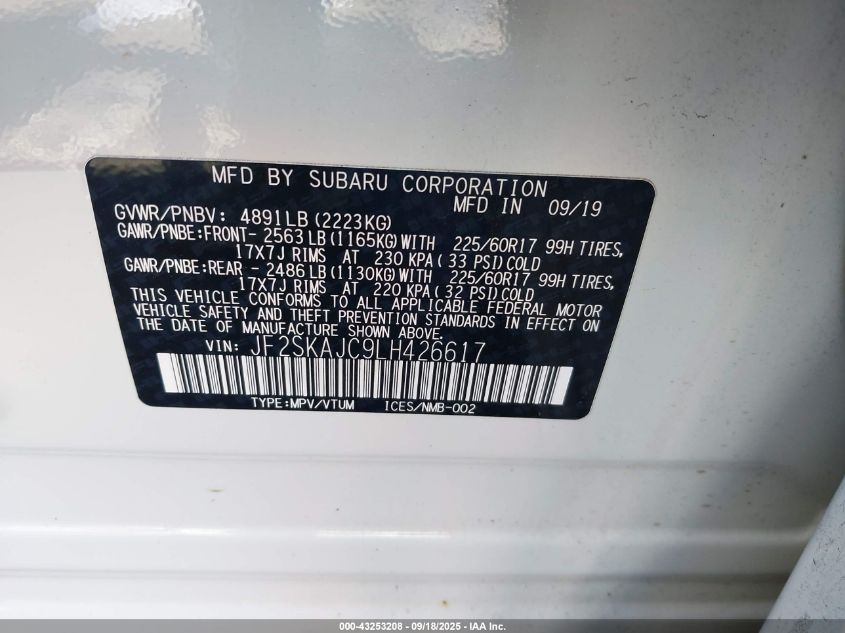 MFD BY SUBARU CORPORATION
MFD IN 09/19
GVWR/PNBV: 4891LB (2223KG)
GAWR/PNBE:FRONT- 2563LB (1165KG)WITH 225/60R17 99H TIRES,
17X7J RIMS AT 230 KPA( 33 PSI)COLD
GAWR/PNBE:REAR - 2486LB (1130KG)WITH 225/60R17 99H TIRES,
17X7J RIMS AT 220 KPA( 32 PSI)COLD
THIS VEHICLE CONFORMS TO ALL APPLICABLE FEDERAL MOTOR
VEHICLE SAFETY AND THEFT PREVENTION STANDARDS IN EFFECT ON
THE DATE OF MANUFACTURE SHOWN ABOVE.
VIN: JF2SKAJC9LH426617
TYPE:MPV/VTUM ICES/NMB-002
000-43253208 - 09/18/2025 - IAA Inc.